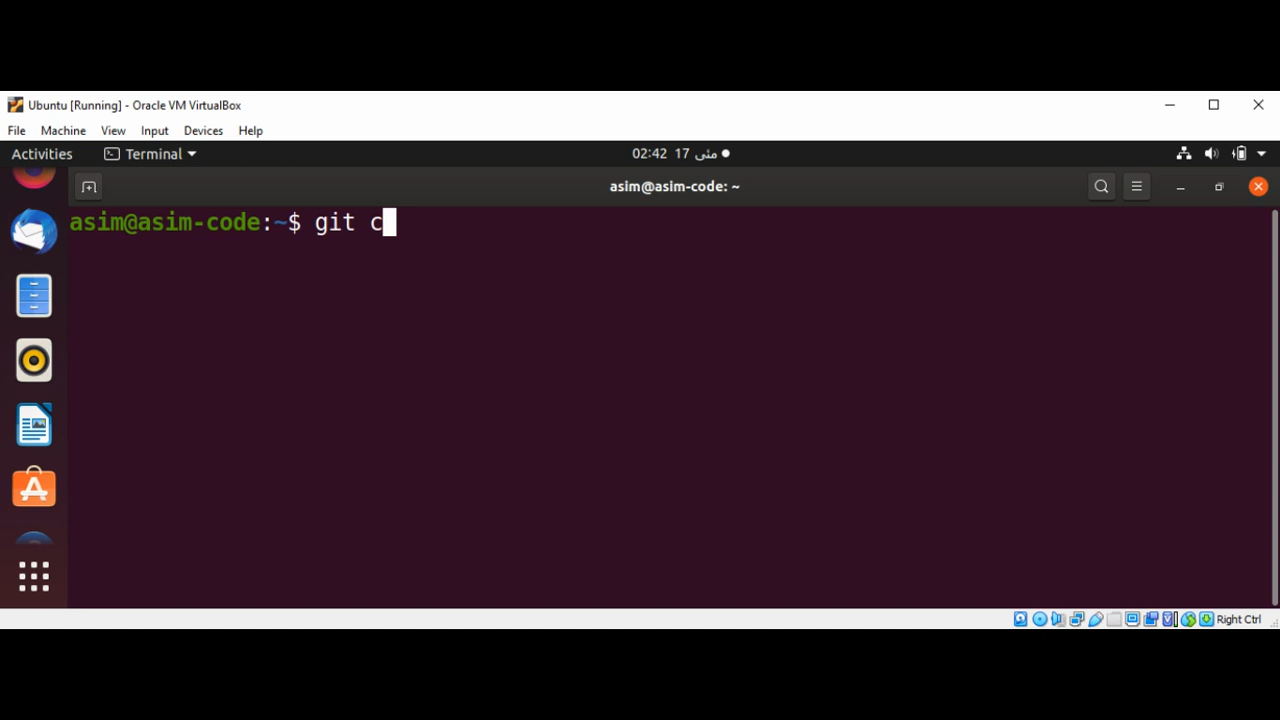 Ubuntu [Running] - Oracle VM VirtualBox
File Machine View Input Devices Help
Activities Terminal 02:42 17 مئی
asim@asim-code: ~
asim@asim-code:~$ git c
Right Ctrl